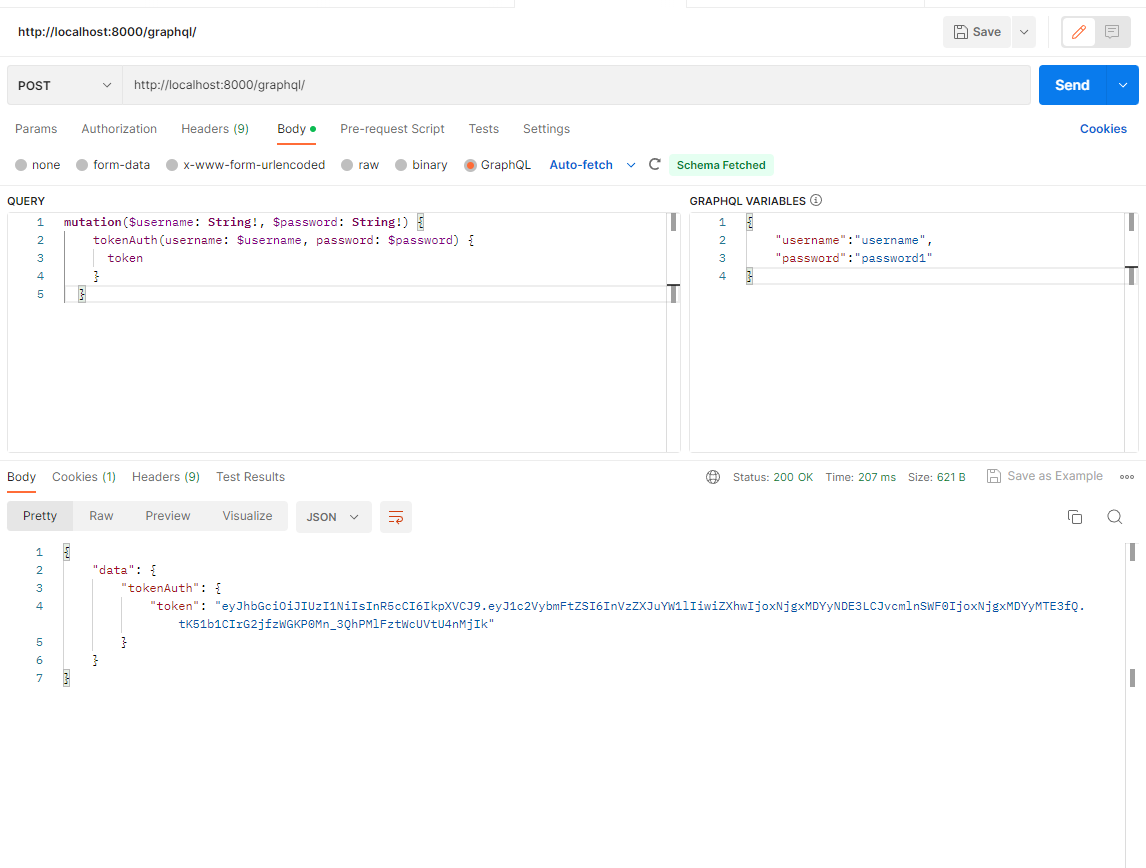 http://localhost:8000/graphql/
Save
POST
http://localhost:8000/graphql/
Send
Params Authorization Headers (9) Body Pre-request Script Tests Settings Cookies
none form-data x-www-form-urlencoded raw binary GraphQL Auto-fetch Schema Fetched
QUERY
1 mutation($username: String!, $password: String!) {
2 tokenAuth(username: $username, password: $password) {
3 token
4 }
5 }
GRAPHQL VARIABLES
1 {
2 "username":"username",
3 "password":"password1"
4 }
Body Cookies (1) Headers (9) Test Results Status: 200 OK Time: 207 ms Size: 621 B Save as Example
Pretty Raw Preview Visualize JSON
1 {
2 "data": {
3 "tokenAuth": {
4 "token": "eyJhbGciOiJIUzI1NiIsInR5cCI6IkpXVCJ9.eyJ1c2VybmFtZSI6InVzZXJuYW1lIiwiZXhwIjoxNjgxMDYyNDE3LCJvcmlnSWF0IjoxNjgxMDYyMTE3fQ.
tK51b1CIrG2jfzWGKP0Mn_3QhPMlFztWcUVtU4nMjIk"
5 }
6 }
7 }